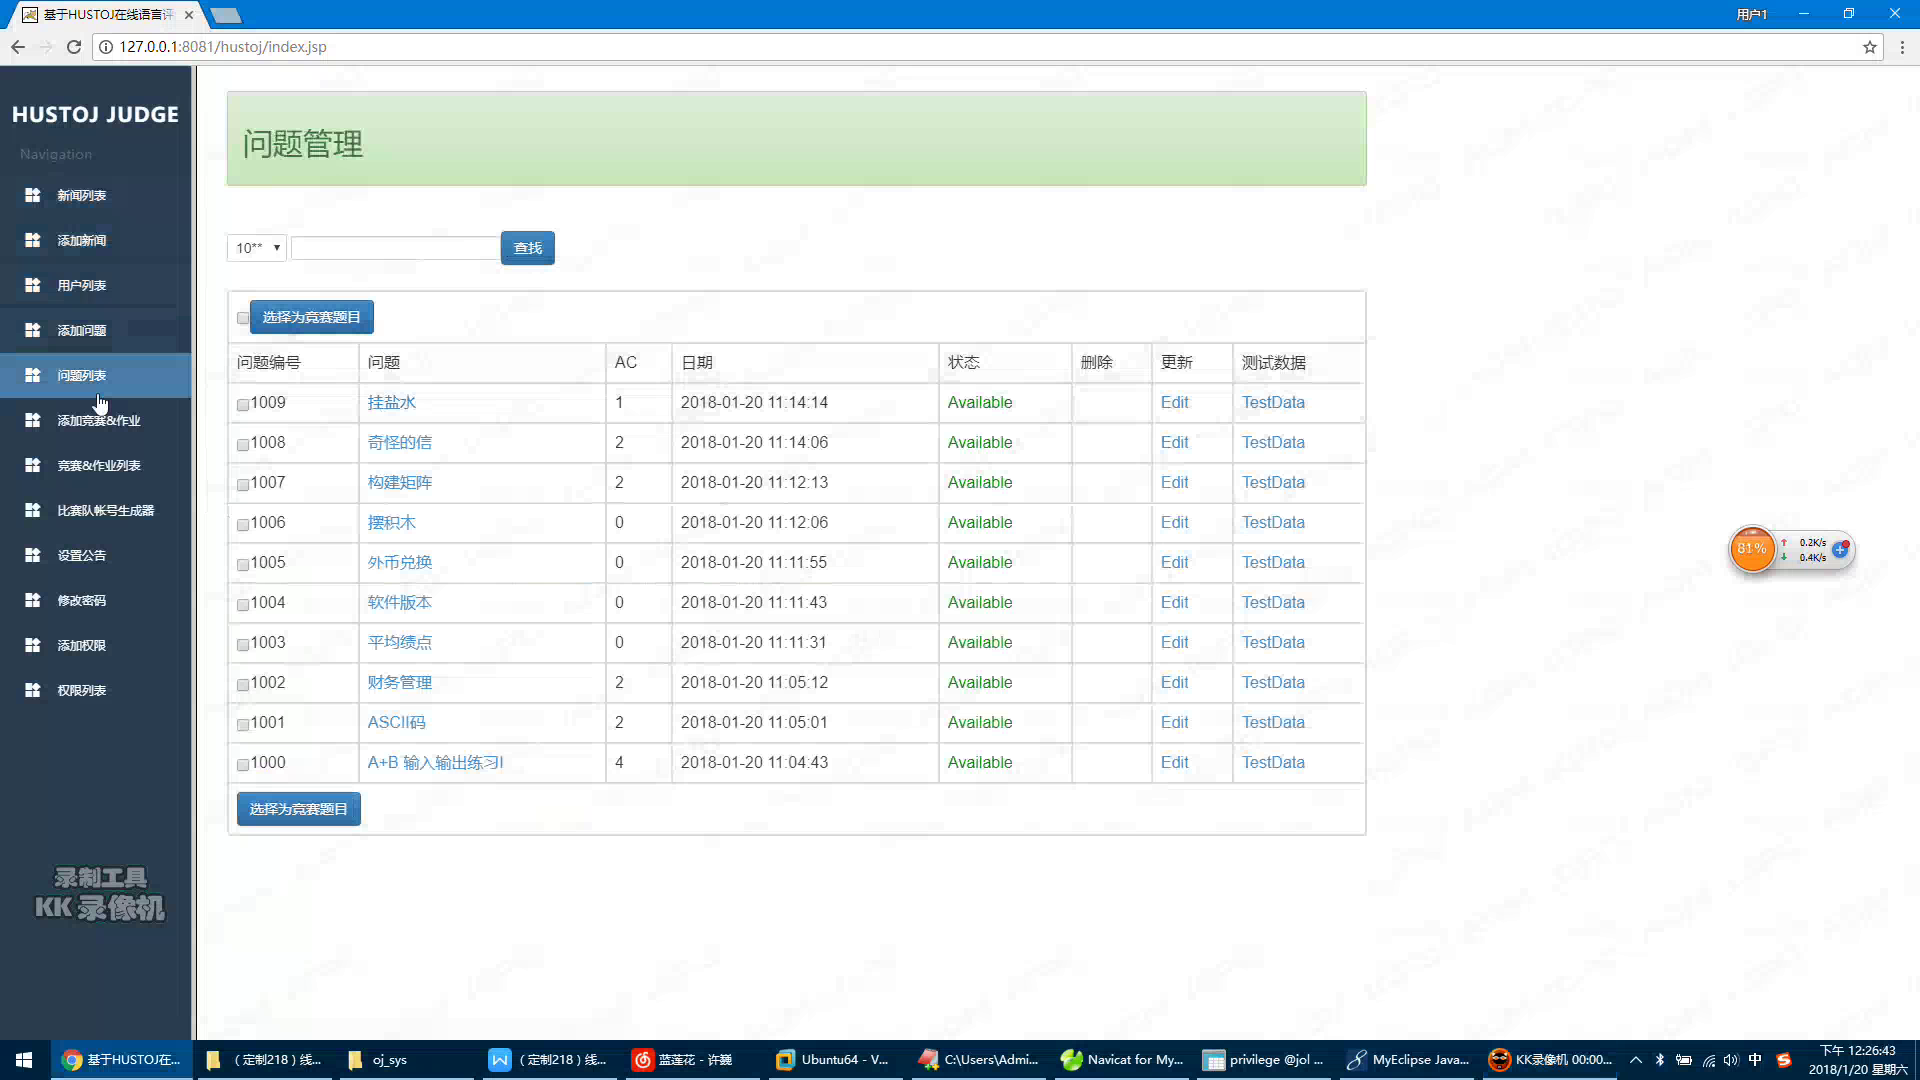 基于HUSTOJ在线语言评
用户1
127.0.0.1:8081/hustoj/index.jsp
HUSTOJ JUDGE
Navigation
新闻列表
添加新闻
用户列表
添加问题
问题列表
添加竞赛&作业
竞赛&作业列表
比赛队帐号生成器
设置公告
修改密码
添加权限
权限列表
录制工具
KK 录像机
问题管理
10** 查找
选择为竞赛题目
问题编号 问题 AC 日期 状态 删除 更新 测试数据
1009 挂盐水 1 2018-01-20 11:14:14 Available Edit TestData
1008 奇怪的信 2 2018-01-20 11:14:06 Available Edit TestData
1007 构建矩阵 2 2018-01-20 11:12:13 Available Edit TestData
1006 摆积木 0 2018-01-20 11:12:06 Available Edit TestData
1005 外币兑换 0 2018-01-20 11:11:55 Available Edit TestData
1004 软件版本 0 2018-01-20 11:11:43 Available Edit TestData
1003 平均绩点 0 2018-01-20 11:11:31 Available Edit TestData
1002 财务管理 2 2018-01-20 11:05:12 Available Edit TestData
1001 ASCII码 2 2018-01-20 11:05:01 Available Edit TestData
1000 A+B 输入输出练习I 4 2018-01-20 11:04:43 Available Edit TestData
选择为竞赛题目
81% 0.2K/s
0.4K/s
基于HUSTOJ在... （定制218）线... oj_sys （定制218）线... 蓝莲花 - 许巍 Ubuntu64 - V... C:\Users\Admi... Navicat for My... privilege @jol ... MyEclipse Java... KK录像机 00:00... 中 下午 12:26:43
2018/1/20 星期六